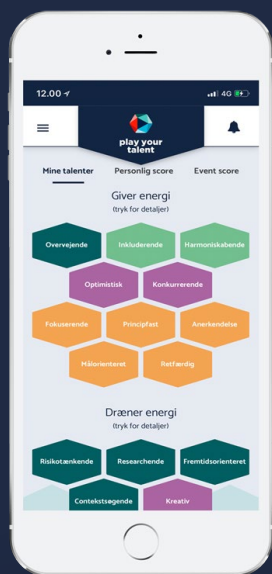 12.00
4G
play your
talent
Mine talenter Personlig score Event score
Giver energi
(tryk for detaljer)
Overvejende Inkluderende Harmoniskabende
Optimistisk Konkurrerende
Fokuserende Principfast Anerkendelse
Målorienteret Retfærdig
Dræner energi
(tryk for detaljer)
Risikotænkende Researchende Fremtidsorienteret
Contekstsøgende Kreativ